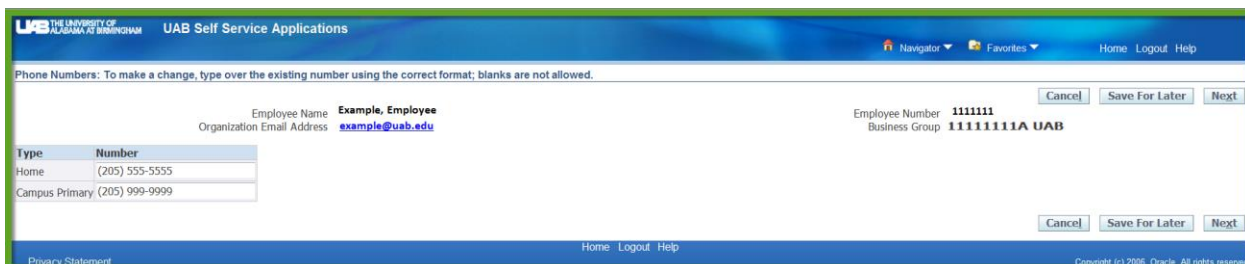 UAB THE UNIVERSITY OF ALABAMA AT BIRMINGHAM UAB Self Service Applications
Navigator Favorites Home Logout Help
Phone Numbers: To make a change, type over the existing number using the correct format; blanks are not allowed.
Cancel Save For Later Next
Employee Name Example, Employee Employee Number 1111111
Organization Email Address example@uab.edu Business Group 11111111A UAB
Type Number
Home (205) 555-5555
Campus Primary (205) 999-9999
Cancel Save For Later Next
Home Logout Help
Privacy Statement Copyright (c) 2006, Oracle. All rights reserved